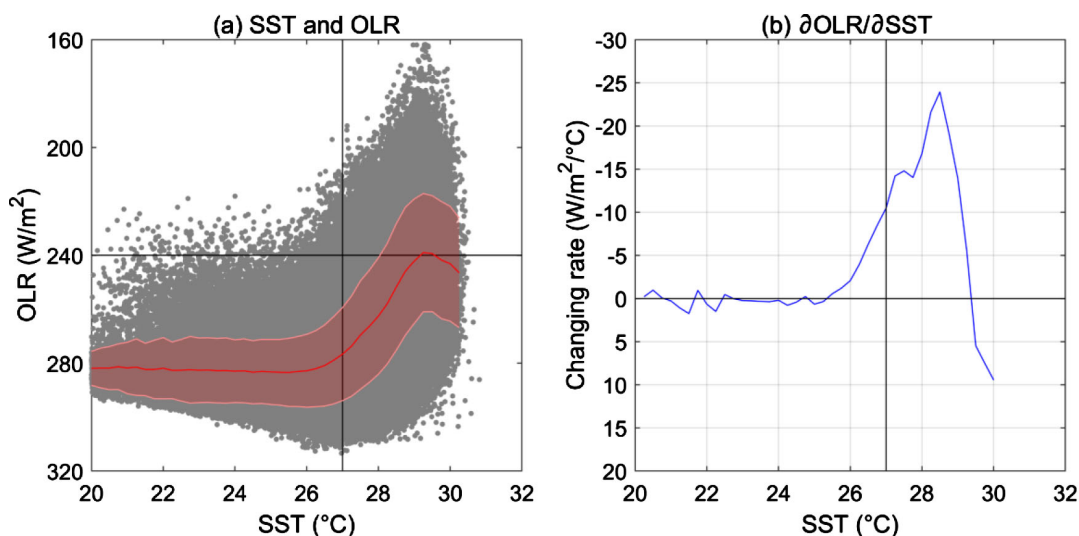 (a) SST and OLR
160
200
240
280
320
OLR (W/m²)
20 22 24 26 28 30 32
SST (°C)
(b) ∂OLR/∂SST
-30
-25
-20
-15
-10
-5
0
5
10
15
20
Changing rate (W/m²/°C)
20 22 24 26 28 30 32
SST (°C)